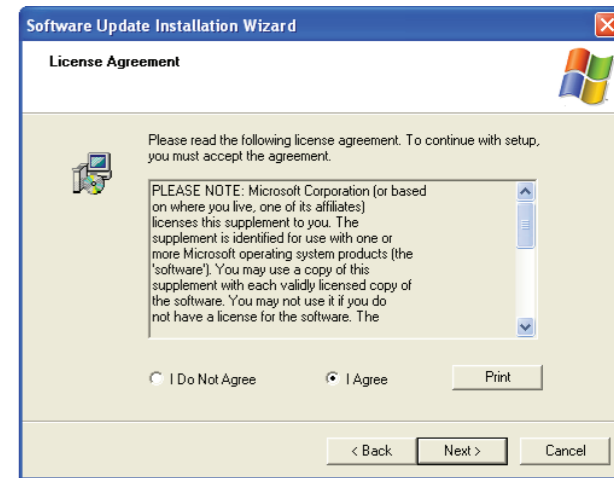 Software Update Installation Wizard
License Agreement
Please read the following license agreement. To continue with setup,
you must accept the agreement.
PLEASE NOTE: Microsoft Corporation (or based
on where you live, one of its affiliates)
licenses this supplement to you. The
supplement is identified for use with one or
more Microsoft operating system products (the
'software'). You may use a copy of this
supplement with each validly licensed copy of
the software. You may not use it if you do
not have a license for the software. The
I Do Not Agree
I Agree
Print
< Back
Next >
Cancel